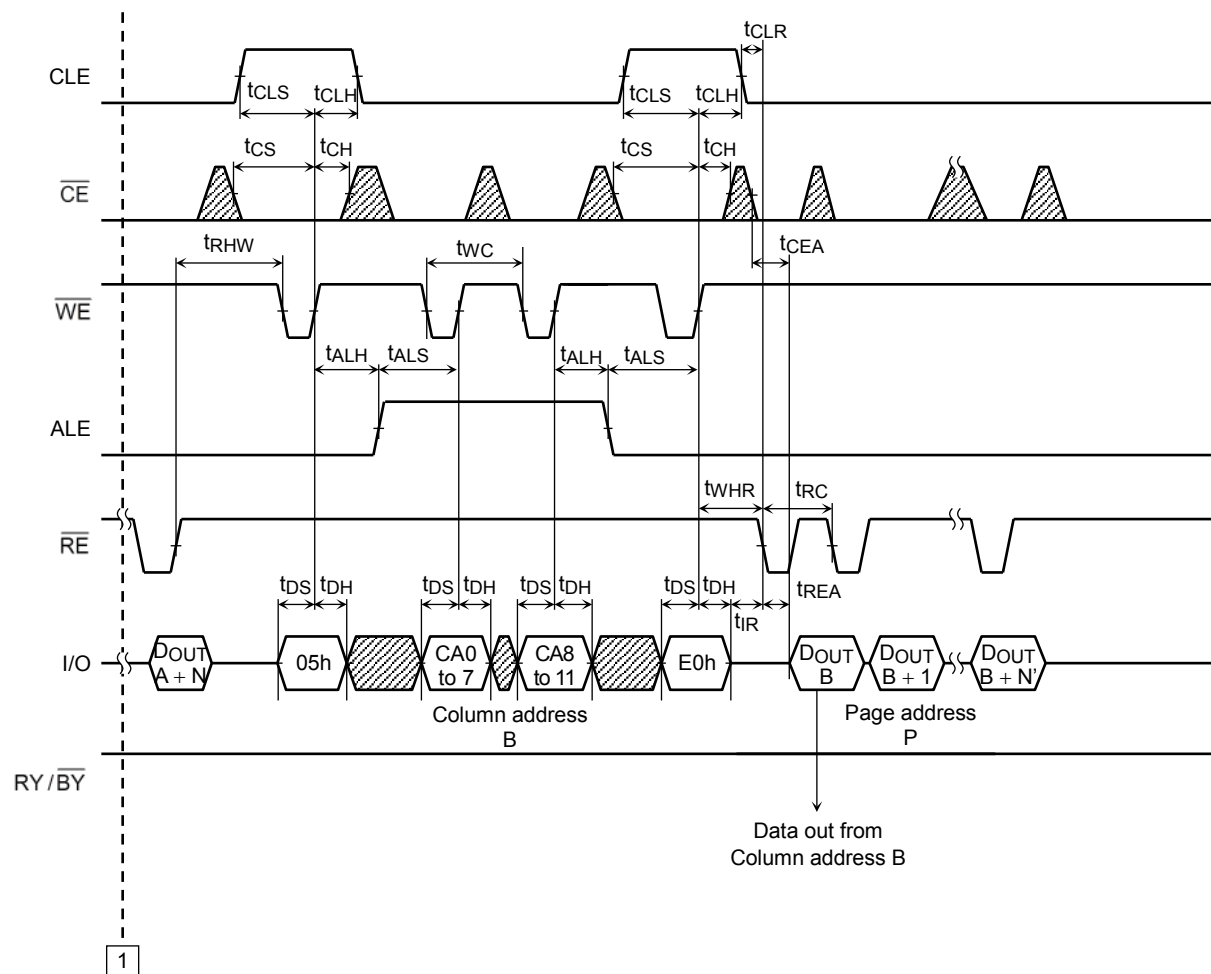 tCLR
CLE
tCLS tCLH tCLS tCLH
tCS tCH tCS tCH
CE
tRHW tWC tCEA
WE
tALH tALS tALH tALS
ALE
tWHR tRC
RE
tDS tDH tDS tDH tDS tDH tDS tDH tREA
tIR
I/O
DOUT
A + N
05h
CA0
to 7
CA8
to 11
E0h
DOUT
B
DOUT
B + 1
DOUT
B + N'
Column address
B
Page address
P
RY/BY
Data out from
Column address B
1